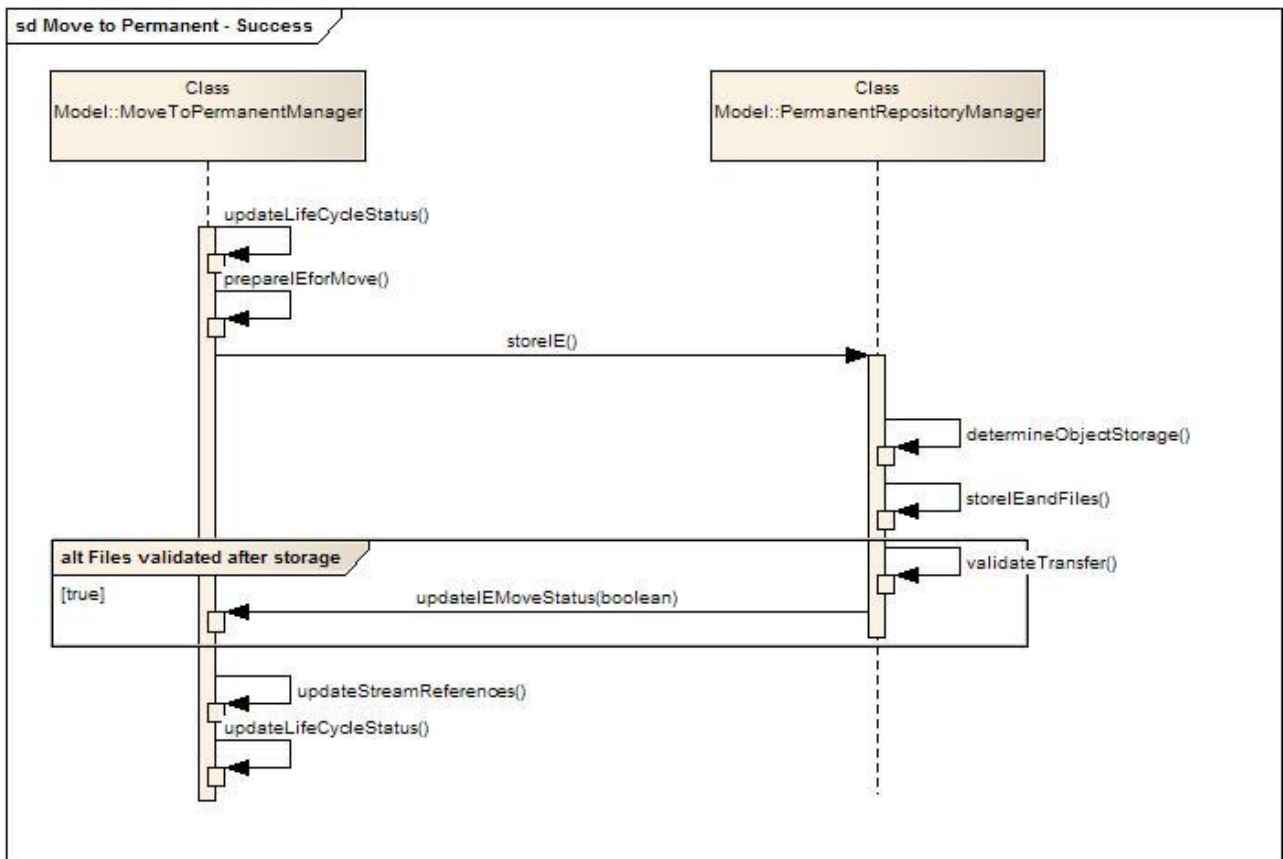 sd Move to Permanent - Success
Class
Model::MoveToPermanentManager
Class
Model::PermanentRepositoryManager
updateLifeCycleStatus()
prepareIEforMove()
storeIE()
determineObjectStorage()
storeIEandFiles()
alt Files validated after storage
validateTransfer()
[true]
updateIEMoveStatus(boolean)
updateStreamReferences()
updateLifeCycleStatus()